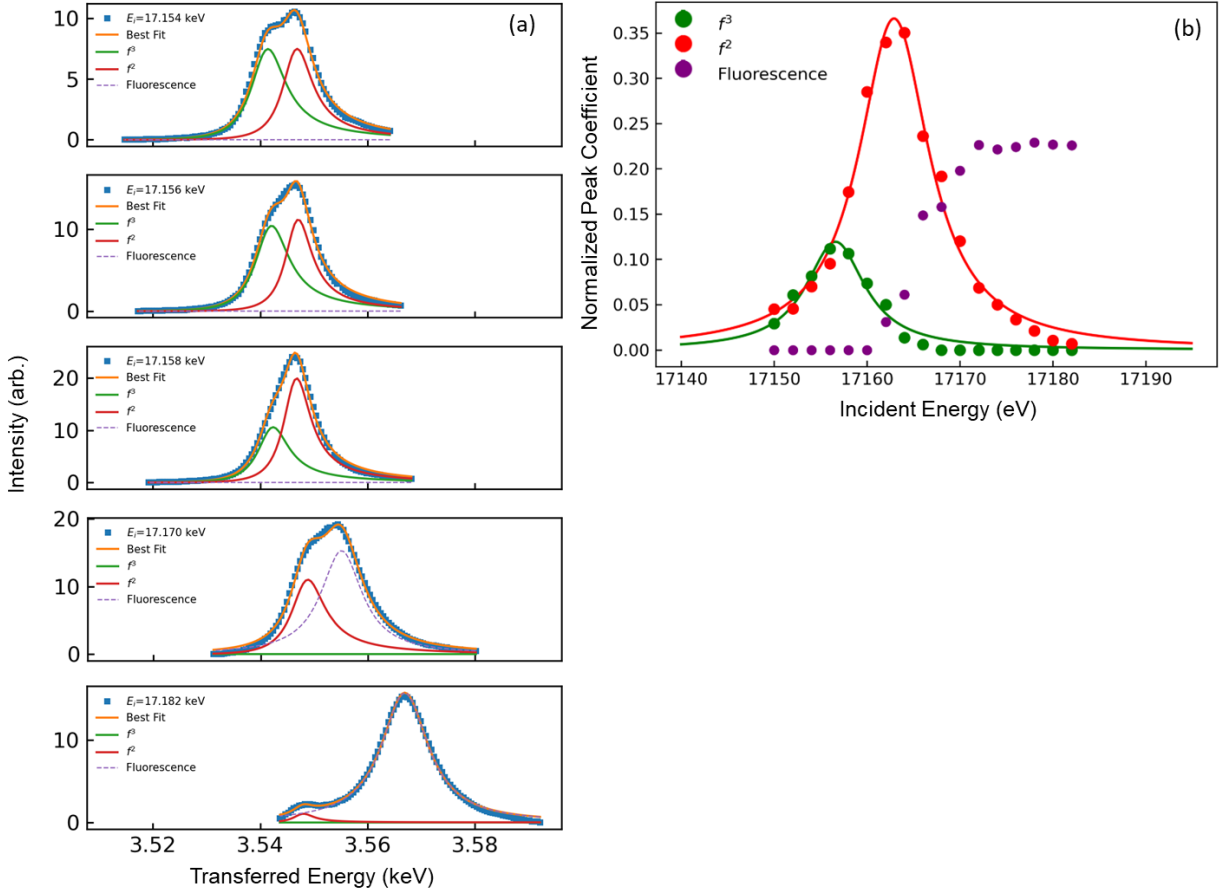 (a)
10
5
0
E_i=17.154 keV
Best Fit
f³
f²
Fluorescence
10
0
E_i=17.156 keV
Best Fit
f³
f²
Fluorescence
20
10
0
E_i=17.158 keV
Best Fit
f³
f²
Fluorescence
20
10
0
E_i=17.170 keV
Best Fit
f³
f²
Fluorescence
10
0
E_i=17.182 keV
Best Fit
f³
f²
Fluorescence
3.52 3.54 3.56 3.58
Transferred Energy (keV)
Intensity (arb.)
(b)
f³
f²
Fluorescence
0.35
0.30
0.25
0.20
0.15
0.10
0.05
0.00
17140 17150 17160 17170 17180 17190
Incident Energy (eV)
Normalized Peak Coefficient